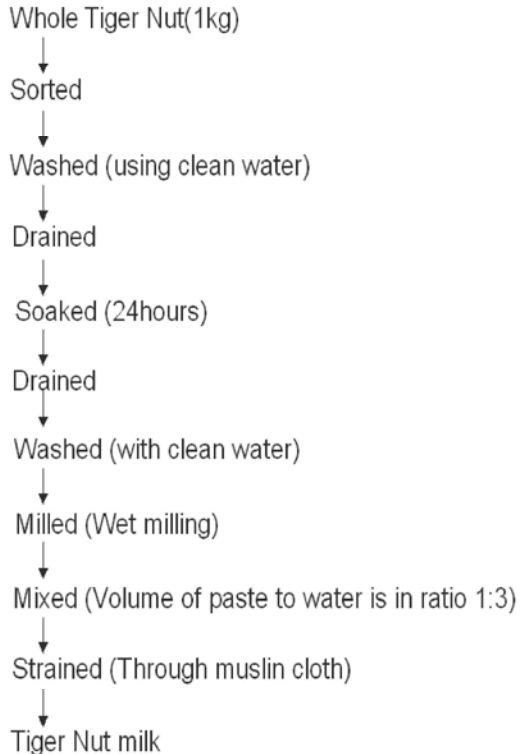 Whole Tiger Nut(1kg)
Sorted
Washed (using clean water)
Drained
Soaked (24hours)
Drained
Washed (with clean water)
Milled (Wet milling)
Mixed (Volume of paste to water is in ratio 1:3)
Strained (Through muslin cloth)
Tiger Nut milk